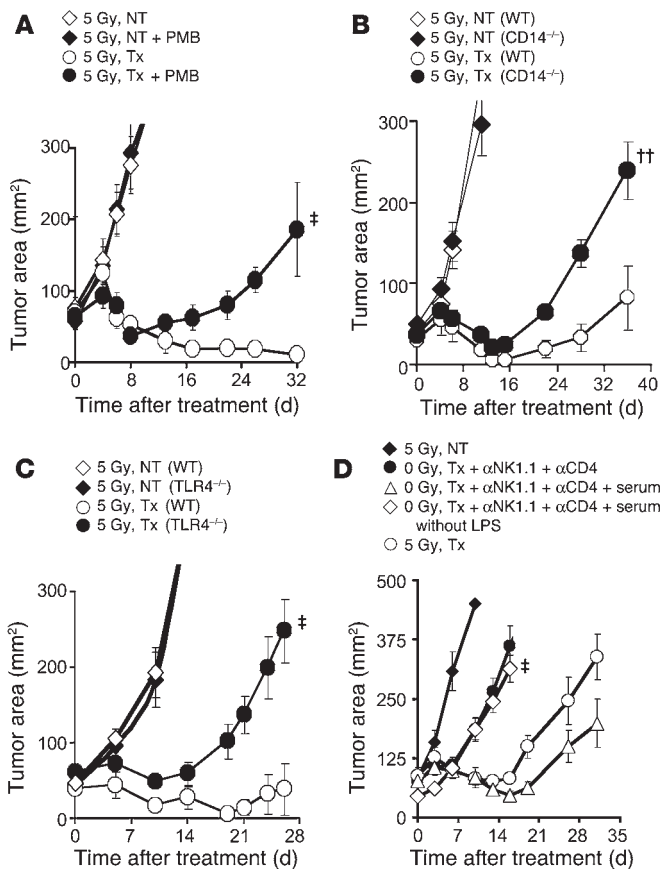 A
5 Gy, NT
5 Gy, NT + PMB
5 Gy, Tx
5 Gy, Tx + PMB
300
200
100
0
Tumor area (mm²)
‡
0 8 16 24 32
Time after treatment (d)
B
5 Gy, NT (WT)
5 Gy, NT (CD14⁻/⁻)
5 Gy, Tx (WT)
5 Gy, Tx (CD14⁻/⁻)
300
200
100
0
Tumor area (mm²)
††
0 8 16 24 32 40
Time after treatment (d)
C
5 Gy, NT (WT)
5 Gy, NT (TLR4⁻/⁻)
5 Gy, Tx (WT)
5 Gy, Tx (TLR4⁻/⁻)
300
200
100
0
Tumor area (mm²)
‡
0 7 14 21 28
Time after treatment (d)
D
5 Gy, NT
0 Gy, Tx + αNK1.1 + αCD4
0 Gy, Tx + αNK1.1 + αCD4 + serum
0 Gy, Tx + αNK1.1 + αCD4 + serum
without LPS
5 Gy, Tx
500
375
250
125
0
Tumor area (mm²)
‡
0 7 14 21 28 35
Time after treatment (d)